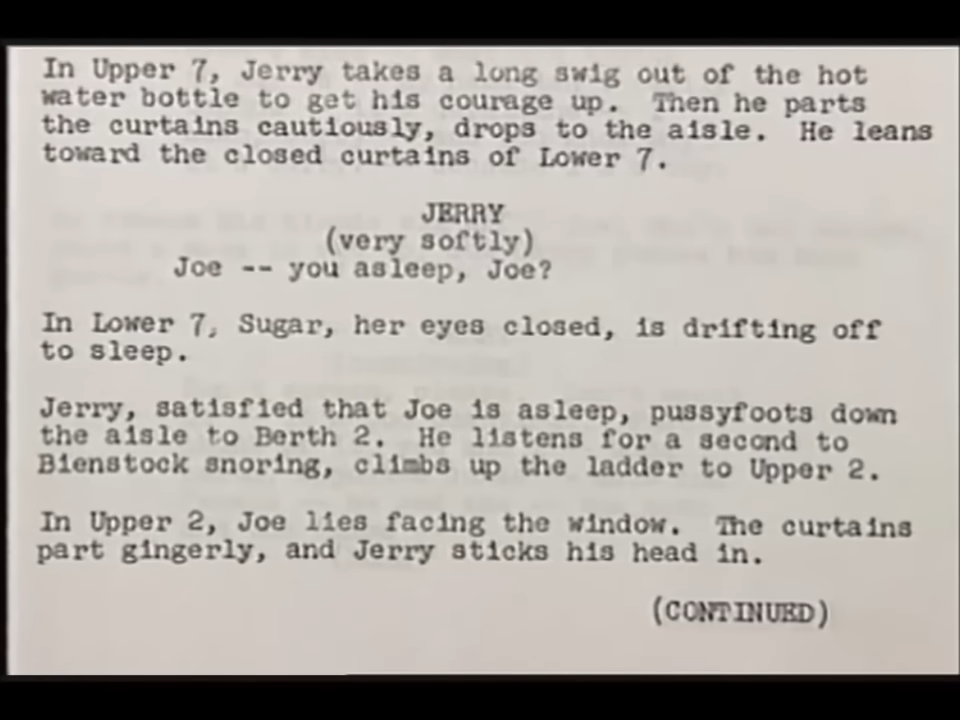 In Upper 7, Jerry takes a long swig out of the hot
water bottle to get his courage up. Then he parts
the curtains cautiously, drops to the aisle. He leans
toward the closed curtains of Lower 7.
JERRY
(very softly)
Joe -- you asleep, Joe?
In Lower 7, Sugar, her eyes closed, is drifting off
to sleep.
Jerry, satisfied that Joe is asleep, pussyfoots down
the aisle to Berth 2. He listens for a second to
Bienstock snoring, climbs up the ladder to Upper 2.
In Upper 2, Joe lies facing the window. The curtains
part gingerly, and Jerry sticks his head in.
(CONTINUED)